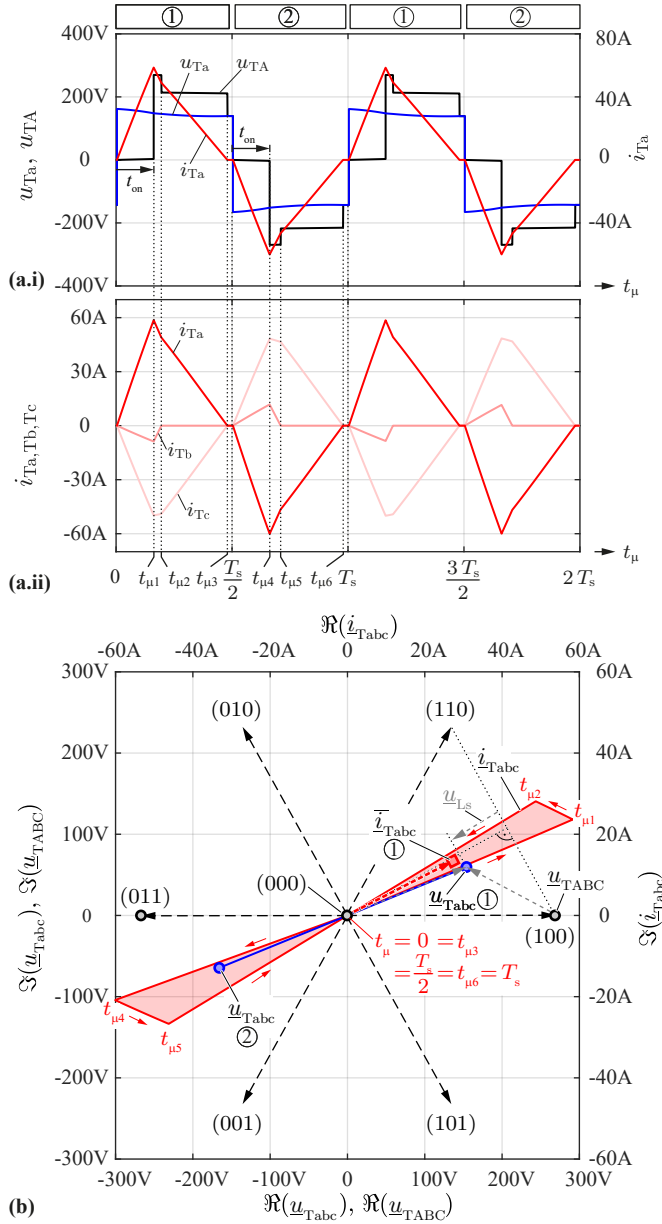 ① ② ① ②
400V 80A
u_Ta u_TA
200V 40A
t_on
0 0
i_Ta
t_on
-200V -40A
-400V
u_Ta, u_TA
i_Ta
(a.i)
t_μ
60A
i_Ta
30A
0
i_Tb
-30A
i_Tc
-60A
i_Ta,Tb,Tc
t_μ
0 t_μ1 t_μ2 t_μ3 T_s/2 t_μ4 t_μ5 t_μ6 T_s 3T_s/2 2T_s
(a.ii)
ℜ(i_Tabc)
-60A -30A 0 30A 60A
300V 60A
(010) (110)
200V 40A
i_Tabc
u_Ls t_μ2
100V 20A
i_Tabc t_μ1
①
(000) u_Tabc ① u_TABC
(011) (100)
0 0
t_μ = 0 = t_μ3
= T_s/2 = t_μ6 = T_s
u_Tabc
②
-100V -20A
t_μ4
t_μ5
-200V -40A
(001) (101)
-300V -60A
ℑ(u_Tabc), ℑ(u_TABC)
ℑ(i_Tabc)
-300V -200V -100V 0 100V 200V 300V
(b)
ℜ(u_Tabc), ℜ(u_TABC)